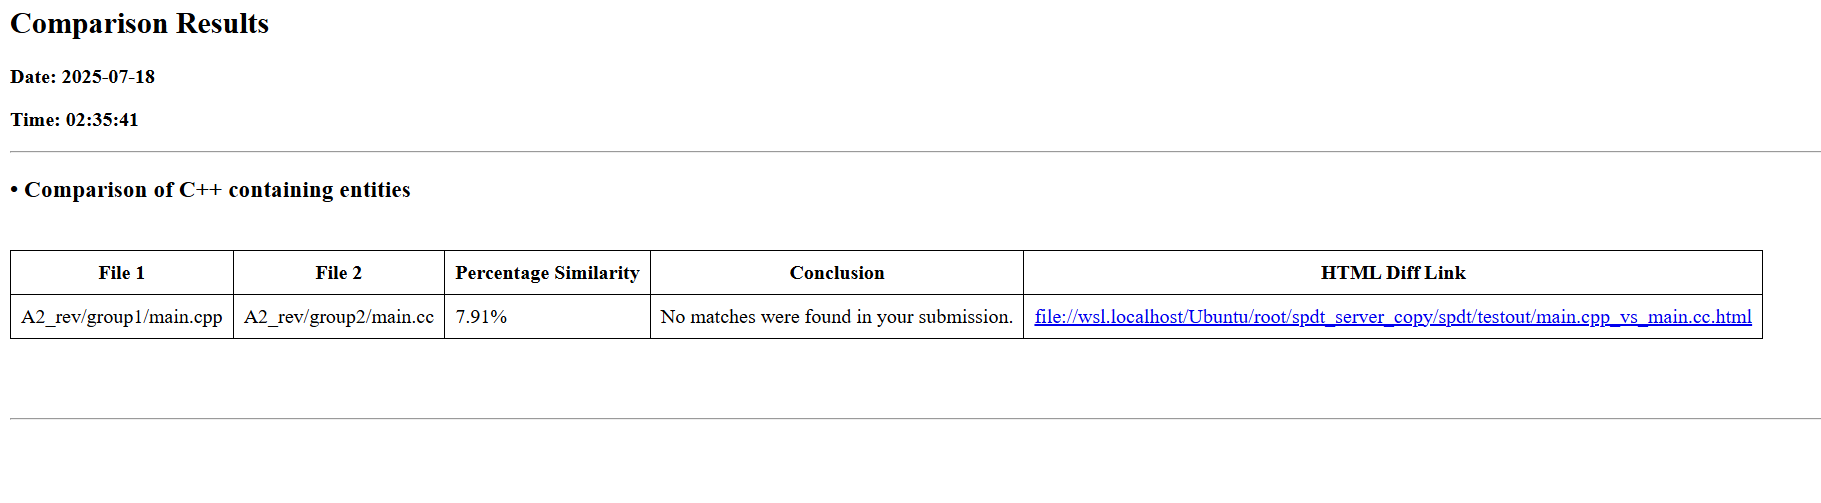 Comparison Results
Date: 2025-07-18
Time: 02:35:41
• Comparison of C++ containing entities
File 1 File 2 Percentage Similarity Conclusion HTML Diff Link
A2_rev/group1/main.cpp A2_rev/group2/main.cc 7.91% No matches were found in your submission. file://wsl.localhost/Ubuntu/root/spdt_server_copy/spdt/testout/main.cpp_vs_main.cc.html